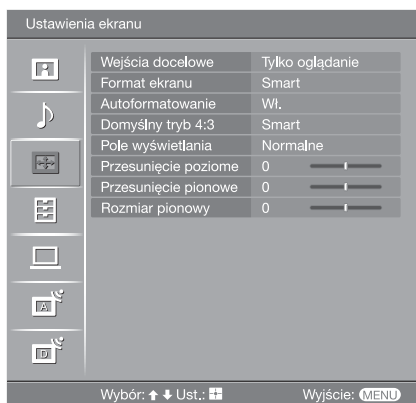 Ustawienia ekranu
Wejścia docelowe Tylko oglądanie
Format ekranu Smart
Autoformatowanie Wł.
Domyślny tryb 4:3 Smart
Pole wyświetlania Normalne
Przesunięcie poziome 0
Przesunięcie pionowe 0
Rozmiar pionowy 0
A
D
Wybór: Ust.: Wyjście: MENU